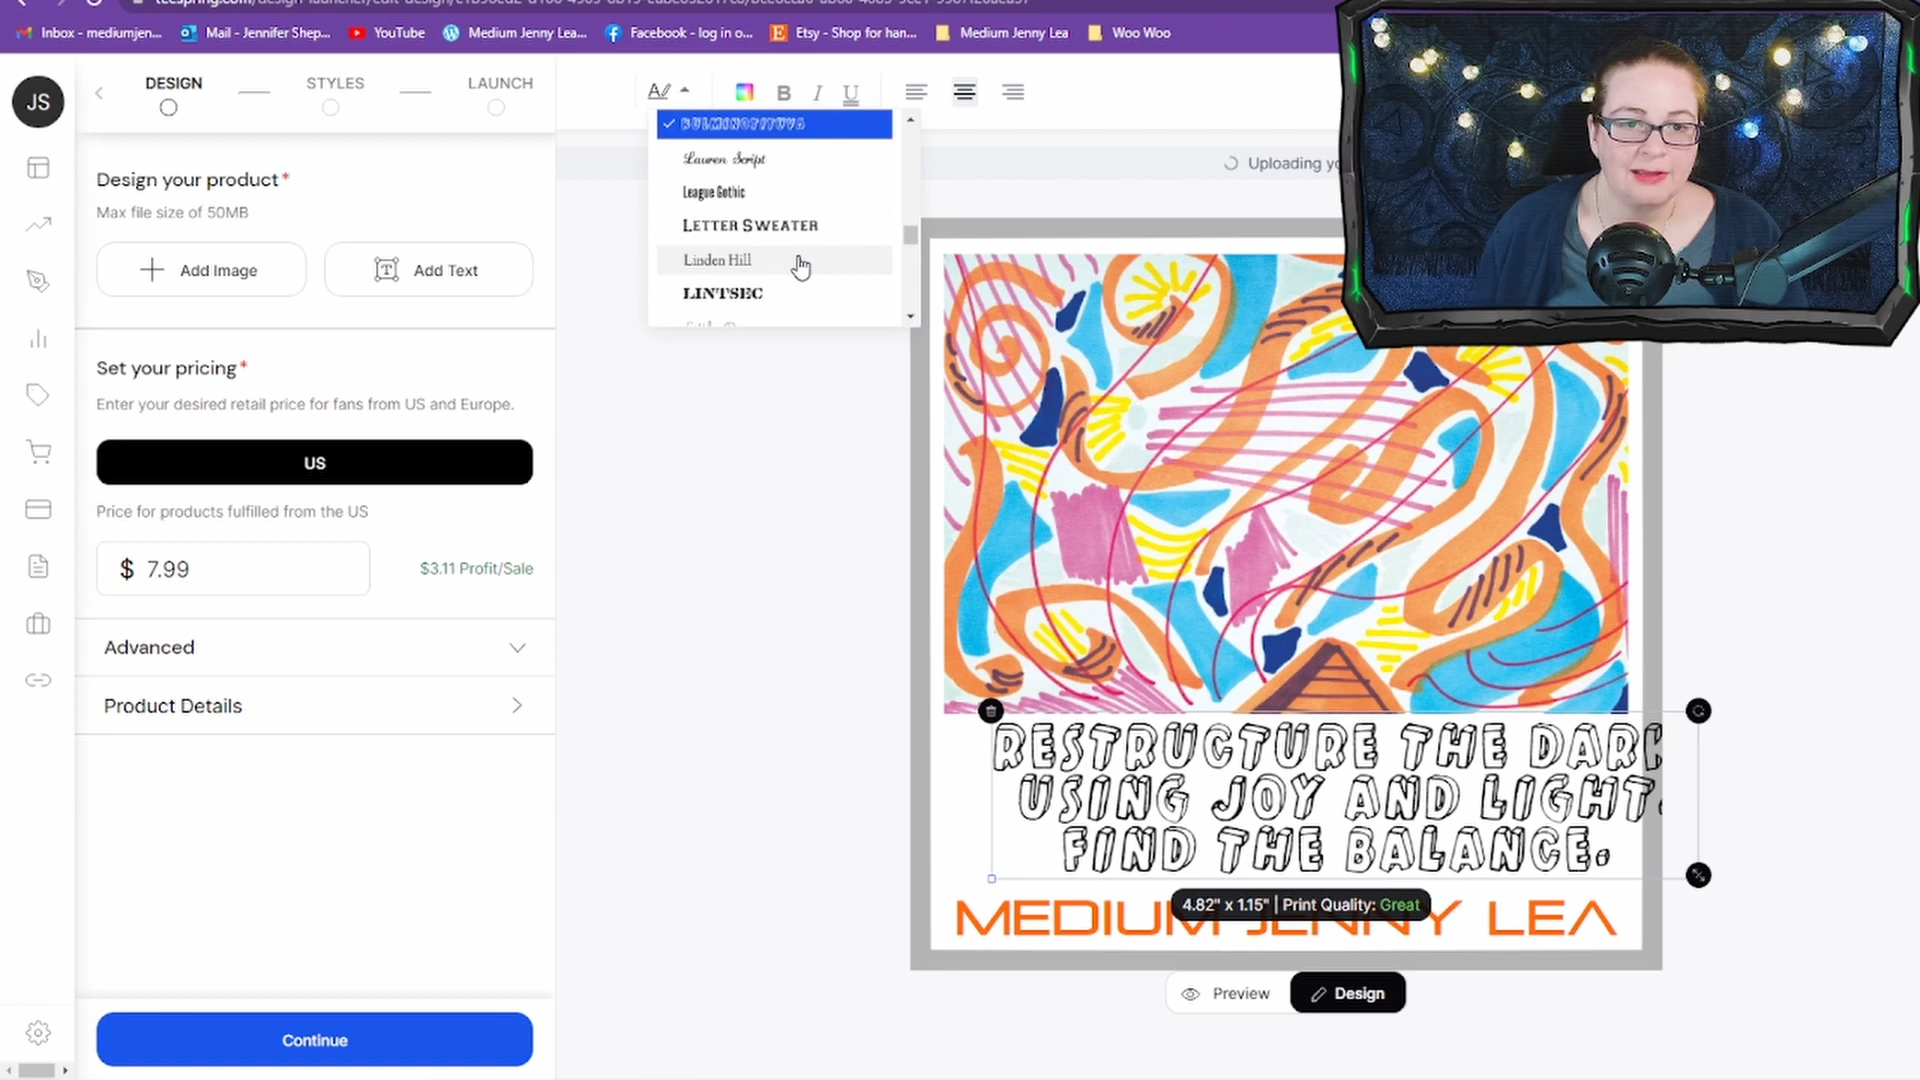 Inbox - mediumjen...
Mail - Jennifer Shep...
YouTube
Medium Jenny Lea...
Facebook - log in o...
Etsy - Shop for han...
Medium Jenny Lea
Woo Woo
JS
DESIGN
STYLES
LAUNCH
B I U
Design your product*
Max file size of 50MB
Add Image
Add Text
Set your pricing*
Enter your desired retail price for fans from US and Europe.
US
Price for products fulfilled from the US
$ 7.99
$3.11 Profit/Sale
Advanced
Product Details
Continue
KULMINOITUVA
Lauren Script
League Gothic
LETTER SWEATER
Linden Hill
LINTSEC
Uploading
RESTRUCTURE THE DARK
USING JOY AND LIGHT.
FIND THE BALANCE.
4.82" x 1.15" | Print Quality: Great
MEDIUM JENNY LEA
Preview
Design